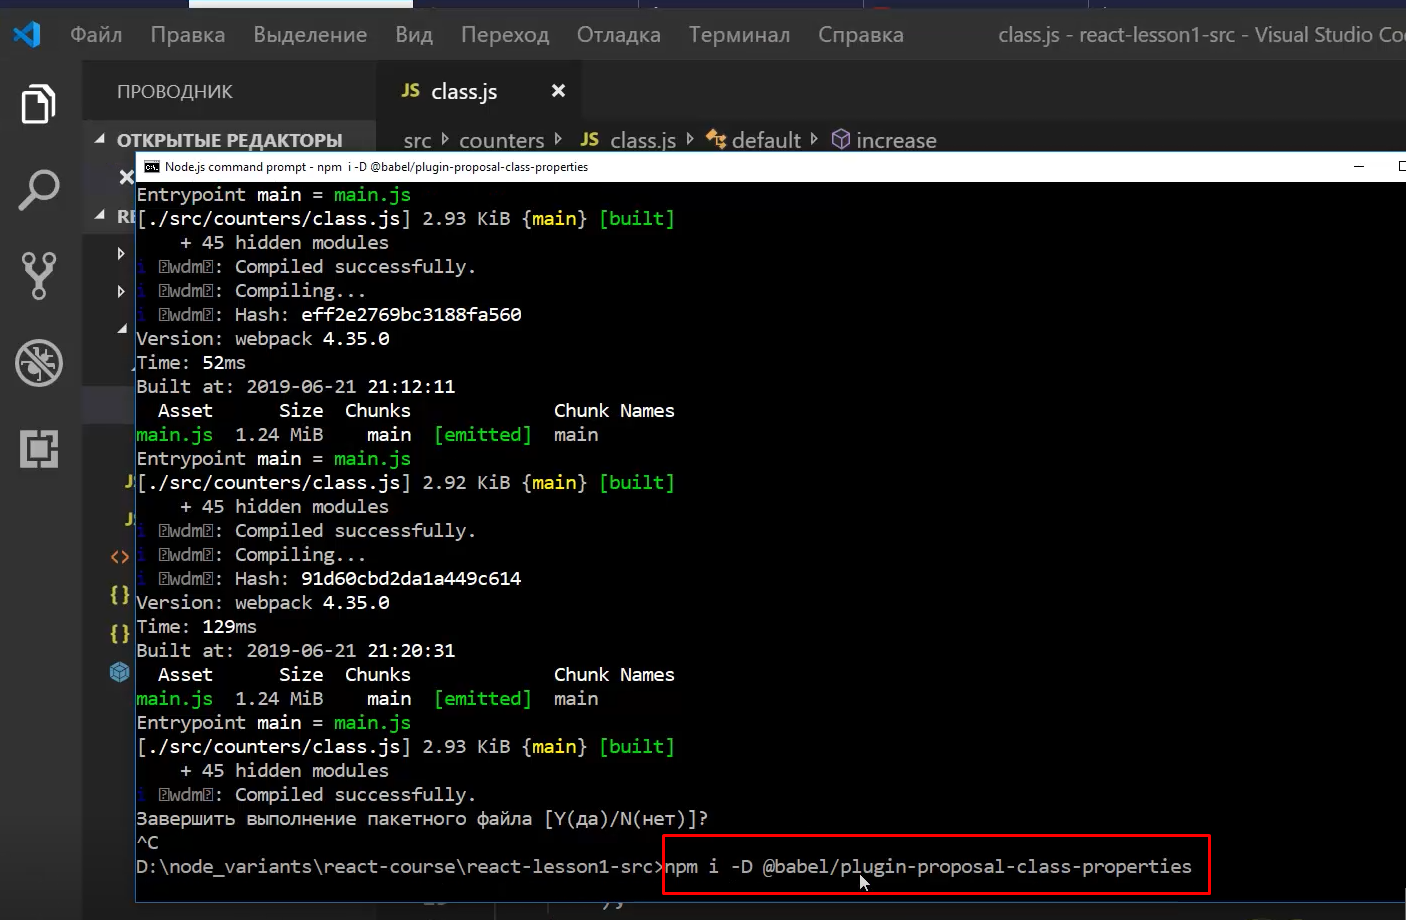 Файл Правка Выделение Вид Переход Отладка Терминал Справка class.js - react-lesson1-src - Visual Studio Co
ПРОВОДНИК
JS class.js
ОТКРЫТЫЕ РЕДАКТОРЫ
src counters JS class.js default increase
Node.js command prompt - npm i -D @babel/plugin-proposal-class-properties
Entrypoint main = main.js
[./src/counters/class.js] 2.93 KiB {main} [built]
+ 45 hidden modules
i ⍰wdm⍰: Compiled successfully.
i ⍰wdm⍰: Compiling...
i ⍰wdm⍰: Hash: eff2e2769bc3188fa560
Version: webpack 4.35.0
Time: 52ms
Built at: 2019-06-21 21:12:11
Asset Size Chunks Chunk Names
main.js 1.24 MiB main [emitted] main
Entrypoint main = main.js
[./src/counters/class.js] 2.92 KiB {main} [built]
+ 45 hidden modules
i ⍰wdm⍰: Compiled successfully.
i ⍰wdm⍰: Compiling...
i ⍰wdm⍰: Hash: 91d60cbd2da1a449c614
Version: webpack 4.35.0
Time: 129ms
Built at: 2019-06-21 21:20:31
Asset Size Chunks Chunk Names
main.js 1.24 MiB main [emitted] main
Entrypoint main = main.js
[./src/counters/class.js] 2.93 KiB {main} [built]
+ 45 hidden modules
i ⍰wdm⍰: Compiled successfully.
Завершить выполнение пакетного файла [Y(да)/N(нет)]?
^C
D:\node_variants\react-course\react-lesson1-src>npm i -D @babel/plugin-proposal-class-properties